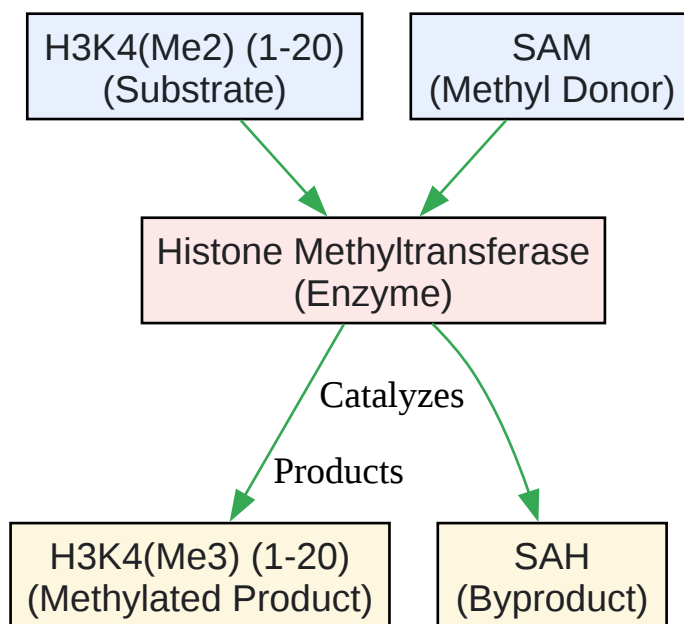 H3K4(Me2) (1-20)
(Substrate)
SAM
(Methyl Donor)
Histone Methyltransferase
(Enzyme)
Catalyzes
Products
H3K4(Me3) (1-20)
(Methylated Product)
SAH
(Byproduct)